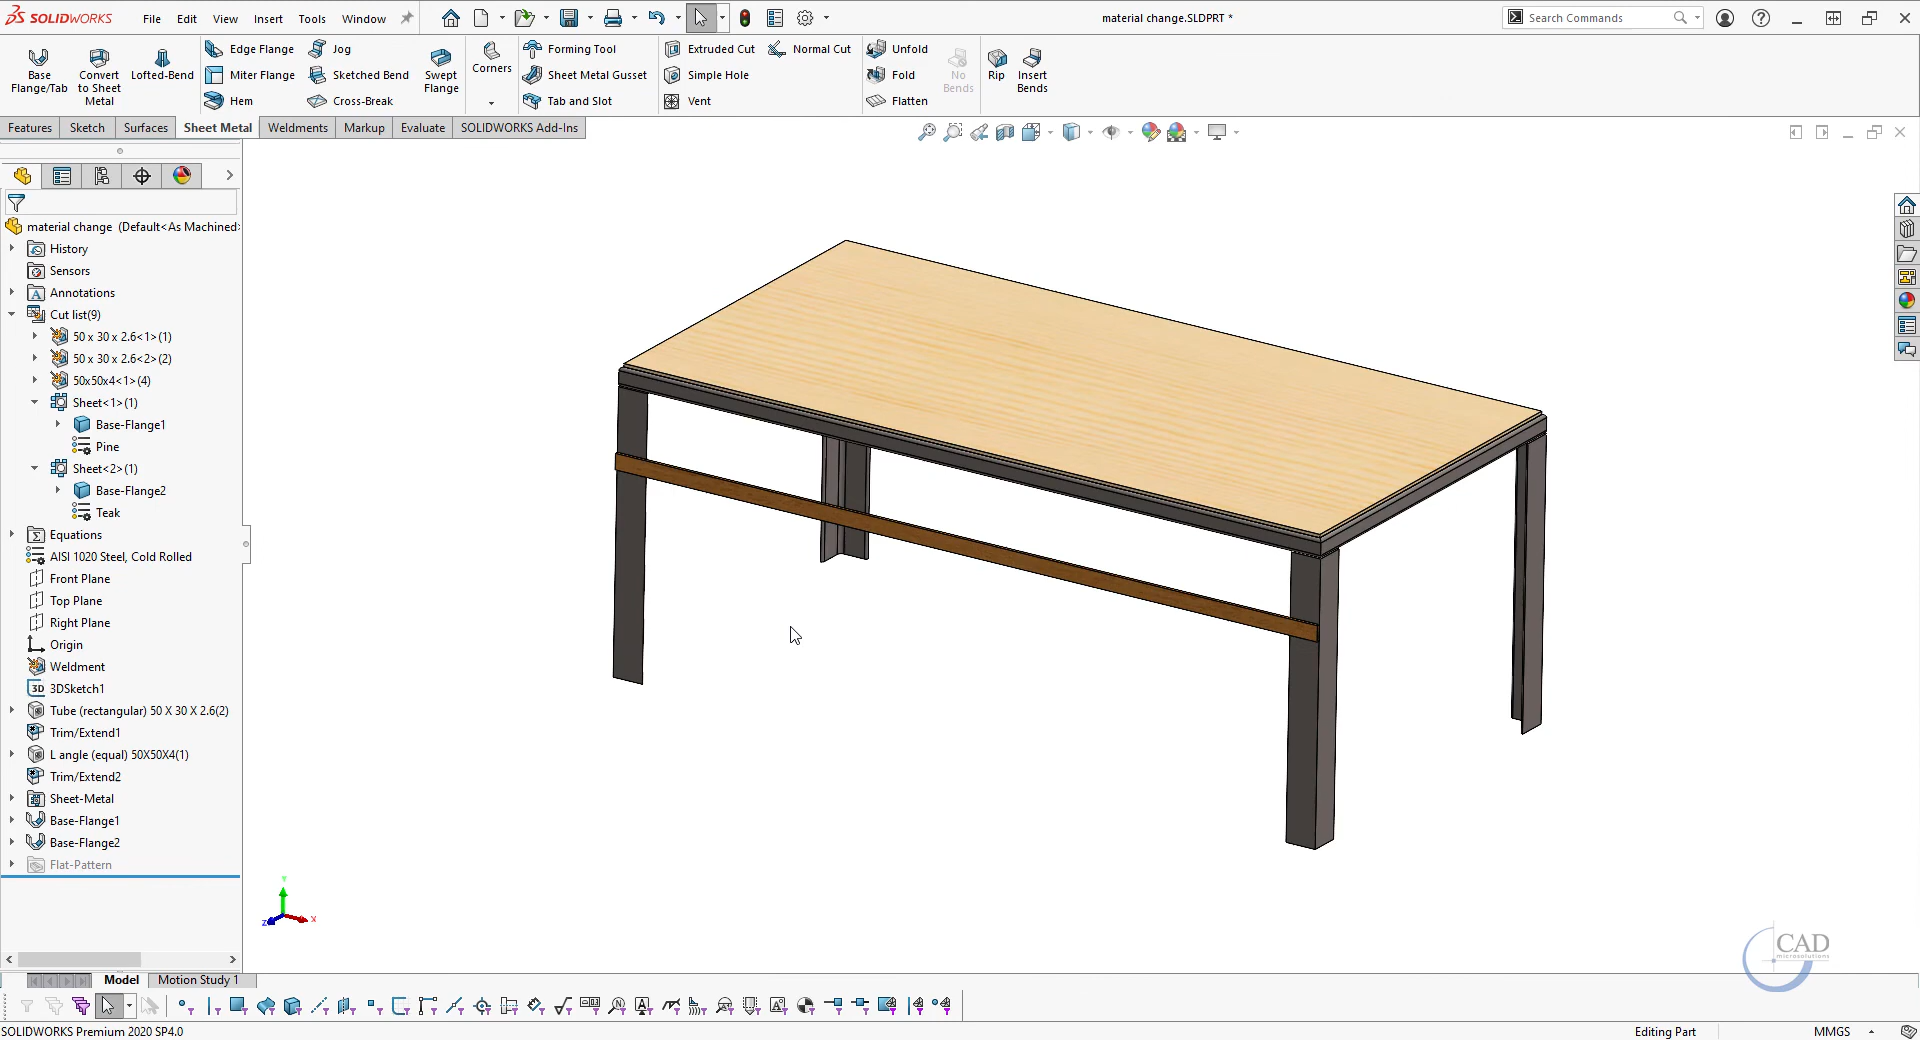 SOLIDWORKS File Edit View Insert Tools Window
material change.SLDPRT *
Search Commands
Base Flange/Tab
Convert to Sheet Metal
Lofted-Bend
Edge Flange
Miter Flange
Hem
Jog
Sketched Bend
Cross-Break
Swept Flange
Corners
Forming Tool
Sheet Metal Gusset
Tab and Slot
Extruded Cut
Simple Hole
Vent
Normal Cut
Unfold
Fold
Flatten
No Bends
Rip
Insert Bends
Features Sketch Surfaces Sheet Metal Weldments Markup Evaluate SOLIDWORKS Add-Ins
material change (Default<As Machined>
History
Sensors
Annotations
Cut list(9)
50 x 30 x 2.6<1>(1)
50 x 30 x 2.6<2>(2)
50x50x4<1>(4)
Sheet<1>(1)
Base-Flange1
Pine
Sheet<2>(1)
Base-Flange2
Teak
Equations
AISI 1020 Steel, Cold Rolled
Front Plane
Top Plane
Right Plane
Origin
Weldment
3D 3DSketch1
Tube (rectangular) 50 X 30 X 2.6(2)
Trim/Extend1
L angle (equal) 50X50X4(1)
Trim/Extend2
Sheet-Metal
Base-Flange1
Base-Flange2
Flat-Pattern
Y
Z
X
CAD
microsolutions
Model Motion Study 1
SOLIDWORKS Premium 2020 SP4.0
Editing Part
MMGS